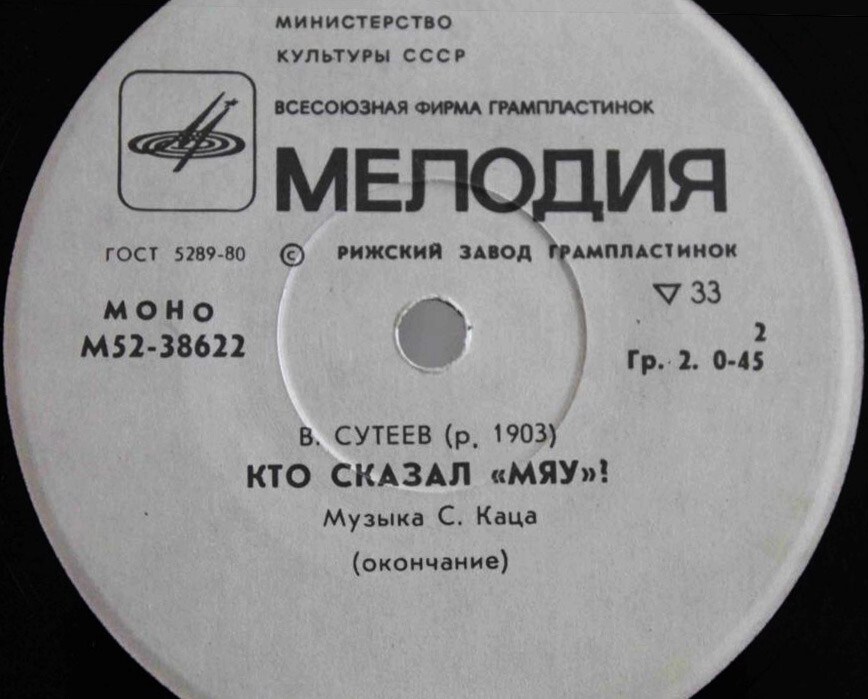 МИНИСТЕРСТВО
КУЛЬТУРЫ СССР
ВСЕСОЮЗНАЯ ФИРМА ГРАМПЛАСТИНОК
МЕЛОДИЯ
ГОСТ 5289-80 © РИЖСКИЙ ЗАВОД ГРАМПЛАСТИНОК
МОНО ▽ 33
М52-38622 2
Гр. 2. 0-45
В. СУТЕЕВ (р. 1903)
КТО СКАЗАЛ «МЯУ»?
Музыка С. Каца
(окончание)